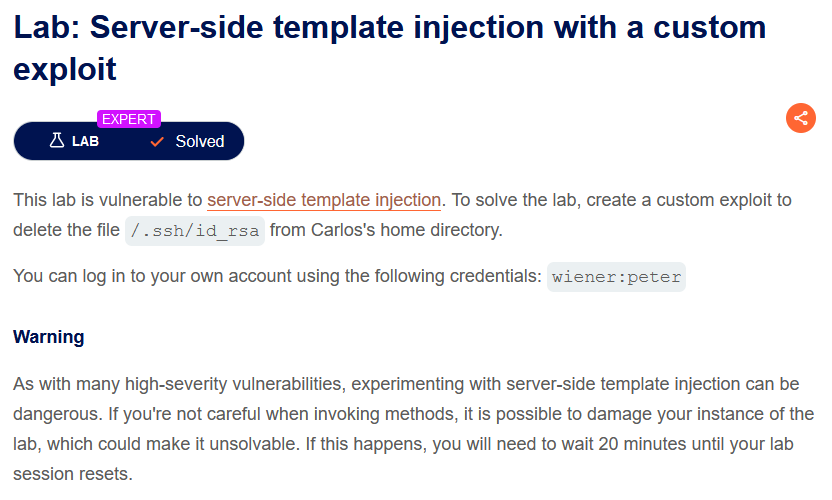 Lab: Server-side template injection with a custom
exploit
EXPERT
LAB Solved
This lab is vulnerable to server-side template injection. To solve the lab, create a custom exploit to
delete the file /.ssh/id_rsa from Carlos's home directory.
You can log in to your own account using the following credentials: wiener:peter
Warning
As with many high-severity vulnerabilities, experimenting with server-side template injection can be
dangerous. If you're not careful when invoking methods, it is possible to damage your instance of the
lab, which could make it unsolvable. If this happens, you will need to wait 20 minutes until your lab
session resets.